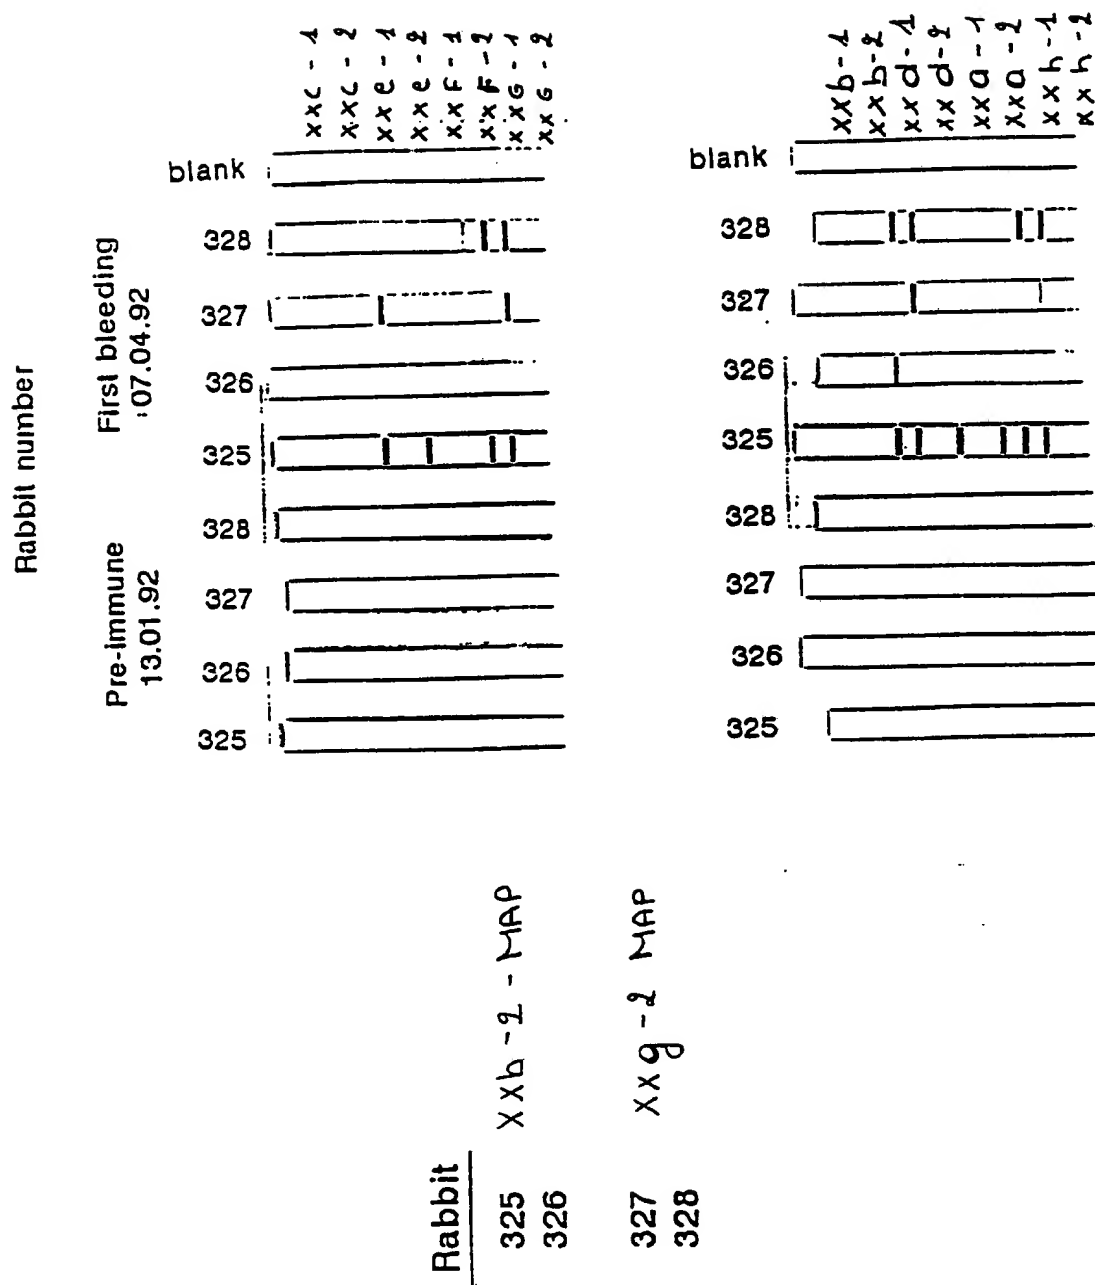 Rabbit number
First bleeding
07.04.92
Pre-immune
13.01.92
blank
328
327
326
325
328
327
326
325
xxc - 1
xxc - 2
xxe - 1
xxe - 2
xxF - 1
xxF - 2
xxG - 1
xxG - 2
blank
328
327
326
325
328
327
326
325
xxb-1
xxb-2
xxd-1
xxd-2
xxa-1
xxa-2
xxh-1
xxh-2
Rabbit
325 xxb-2-MAP
326
327 xxg-2 MAP
328